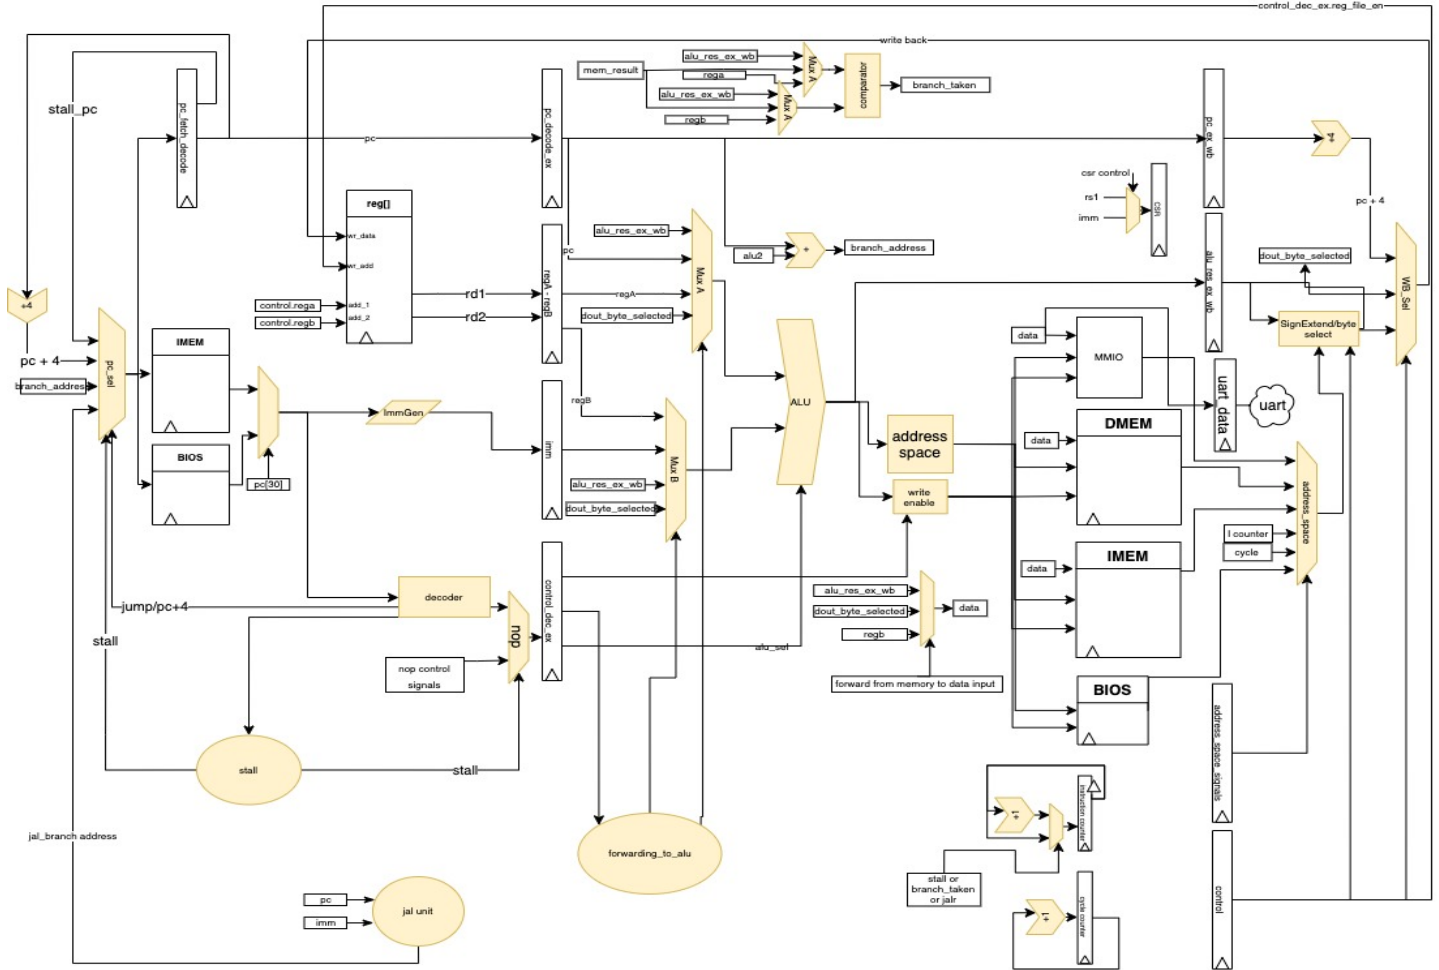 control_dec_ex.reg_file_en
write back
alu_res_ex_wb
mem_result
rega
alu_res_ex_wb
regb
Mux A
Mux A
comparator
branch_taken
stall_pc
pc_fetch_decode
pc
pc_decode_ex
pc_ex_wb
+4
pc + 4
csr control
rs1
imm
CSR
reg[]
wr_data
wr_add
add_1
add_2
control.rega
control.regb
rd1
rd2
regA - regB
pc
alu_res_ex_wb
regA
dout_byte_selected
Mux A
alu2
+
branch_address
alu_res_ex_wb
dout_byte_selected
SignExtend/byte
select
WB_Sel
+4
pc + 4
branch_address
pc_sel
IMEM
BIOS
pc[30]
ImmGen
imm
regB
alu_res_ex_wb
dout_byte_selected
Mux B
ALU
address
space
write
enable
data
MMIO
data
DMEM
data
IMEM
BIOS
uart_data
uart
I counter
cycle
address_space
decoder
jump/pc+4
stall
nop
nop control
signals
control_dec_ex
alu_sel
alu_res_ex_wb
dout_byte_selected
regb
data
forward from memory to data input
address_space_signals
stall
stall
forwarding_to_alu
jal_branch address
pc
imm
jal unit
+1
instruction counter
stall or
branch_taken
or jalr
+1
cycle counter
control